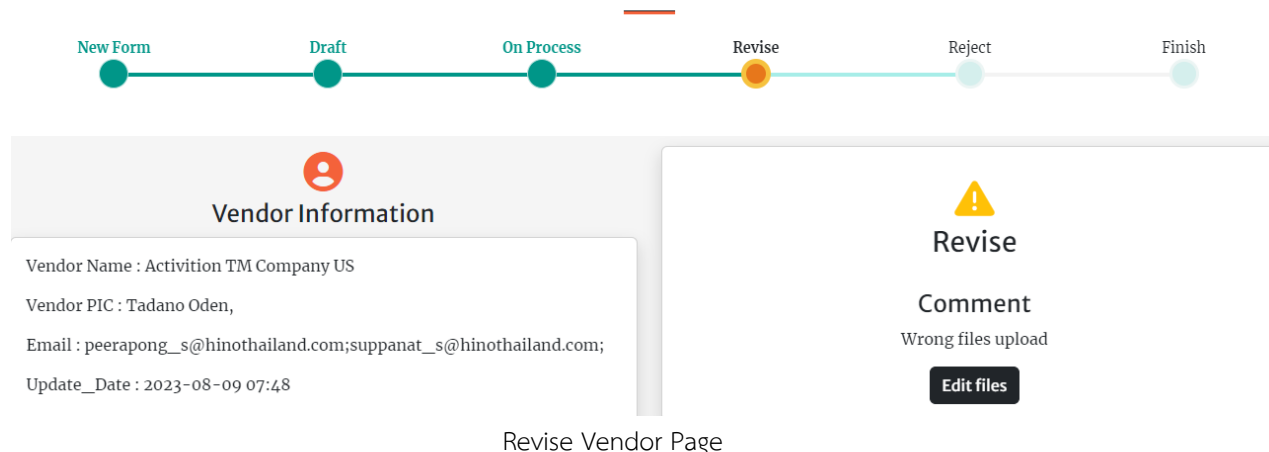 New Form Draft On Process Revise Reject Finish
Vendor Information
Vendor Name : Activition TM Company US
Vendor PIC : Tadano Oden,
Email : peerapong_s@hinothailand.com;suppanat_s@hinothailand.com;
Update_Date : 2023-08-09 07:48
Revise
Comment
Wrong files upload
Edit files
Revise Vendor Page